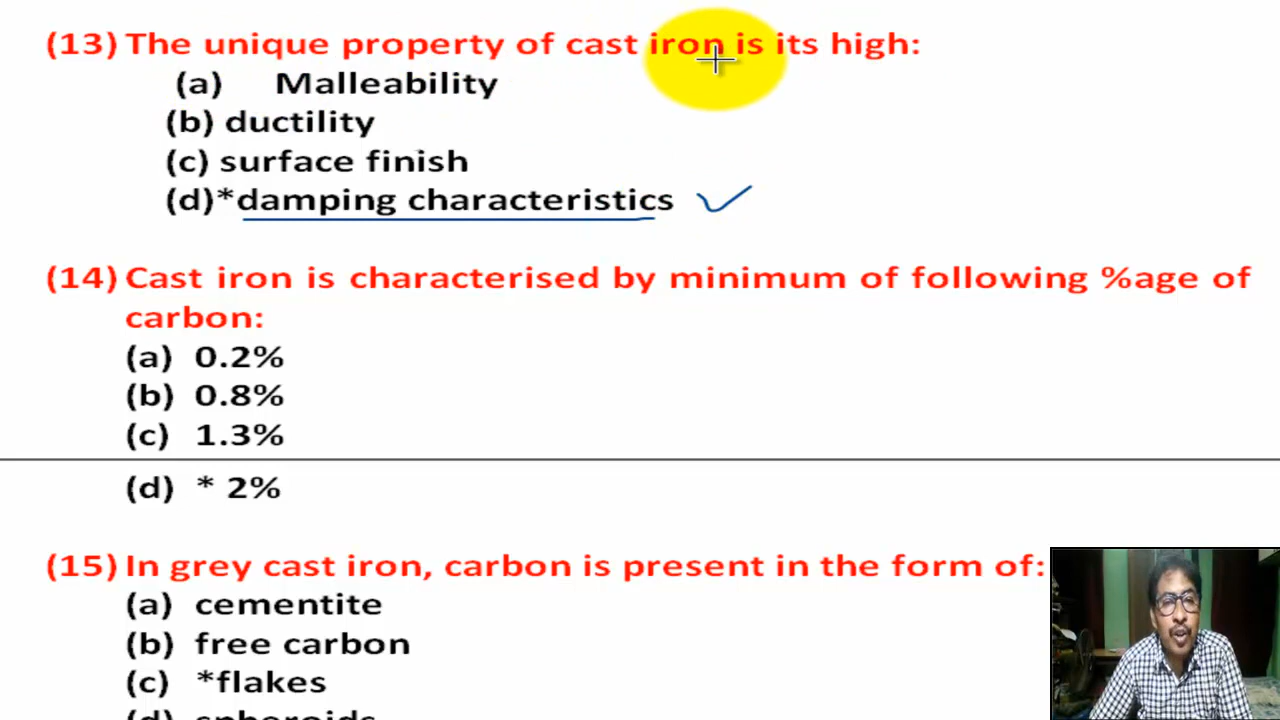 (13) The unique property of cast iron is its high:
(a) Malleability
(b) ductility
(c) surface finish
(d)*damping characteristics
(14) Cast iron is characterised by minimum of following %age of
carbon:
(a) 0.2%
(b) 0.8%
(c) 1.3%
(d) * 2%
(15) In grey cast iron, carbon is present in the form of:
(a) cementite
(b) free carbon
(c) *flakes
(d) spheroids